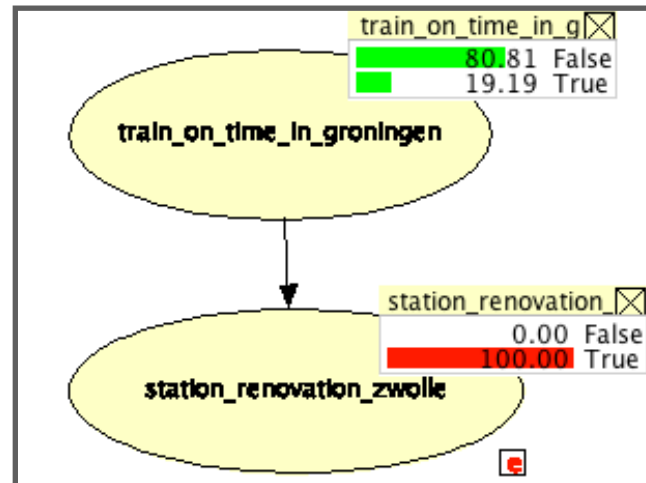 train_on_time_in_g
80.81 False
19.19 True
train_on_time_in_groningen
station_renovation_
0.00 False
100.00 True
station_renovation_zwolle
e